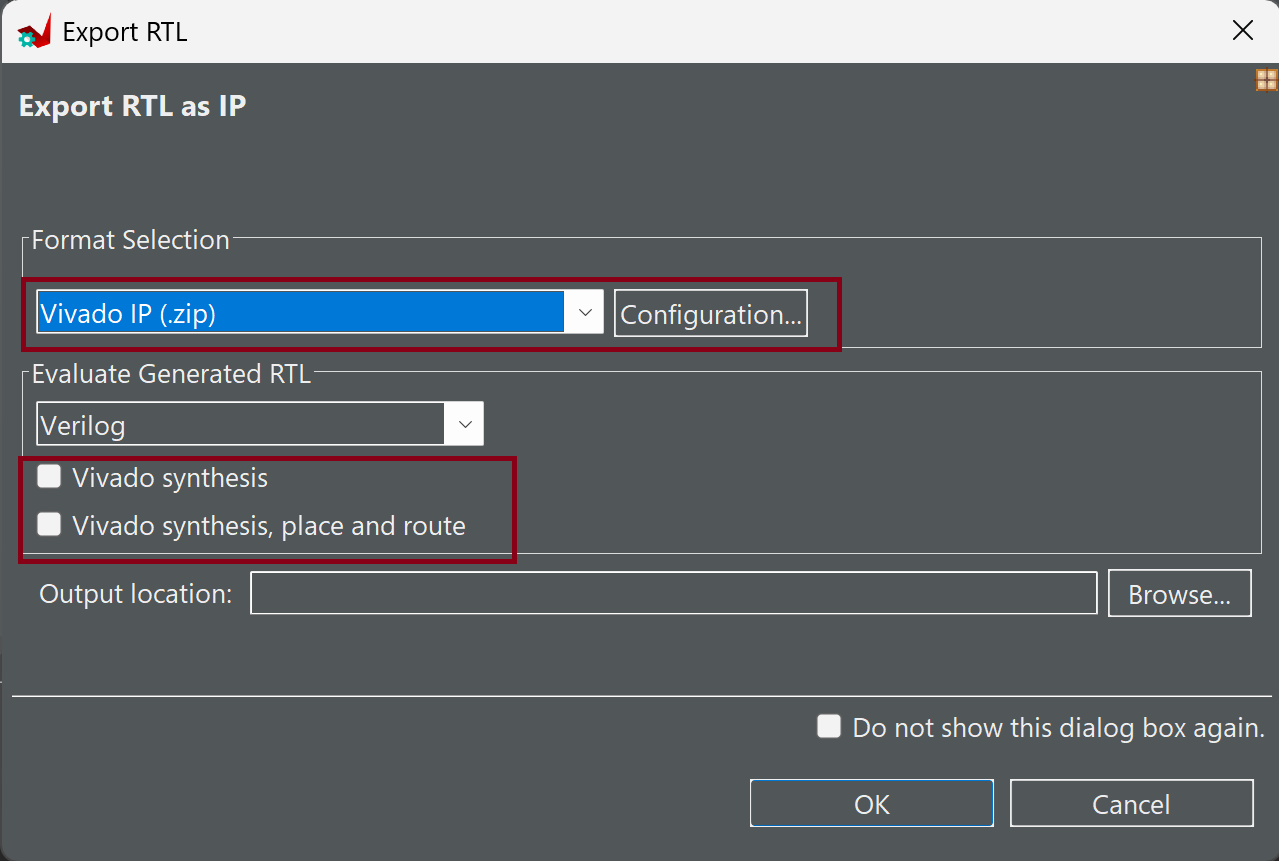 Export RTL
Export RTL as IP
Format Selection
Vivado IP (.zip)
Configuration...
Evaluate Generated RTL
Verilog
Vivado synthesis
Vivado synthesis, place and route
Output location:
Browse...
Do not show this dialog box again.
OK
Cancel